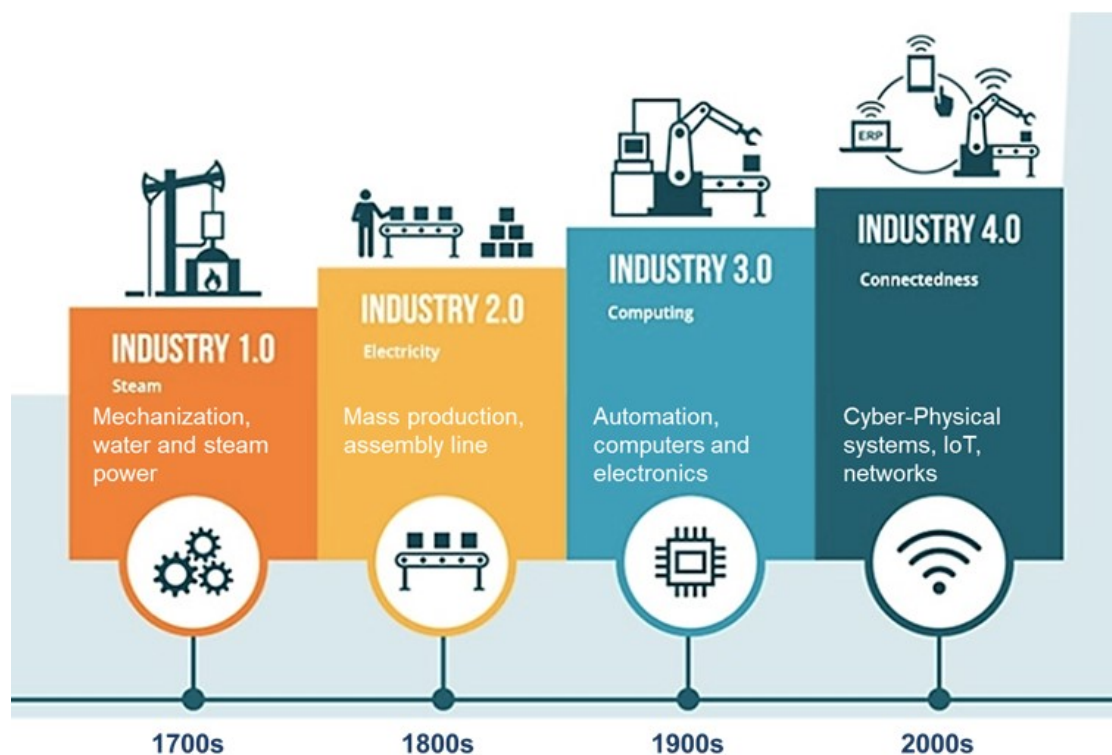 INDUSTRY 1.0
Steam
Mechanization,
water and steam
power
INDUSTRY 2.0
Electricity
Mass production,
assembly line
INDUSTRY 3.0
Computing
Automation,
computers and
electronics
ERP
INDUSTRY 4.0
Connectedness
Cyber-Physical
systems, IoT,
networks
1700s
1800s
1900s
2000s